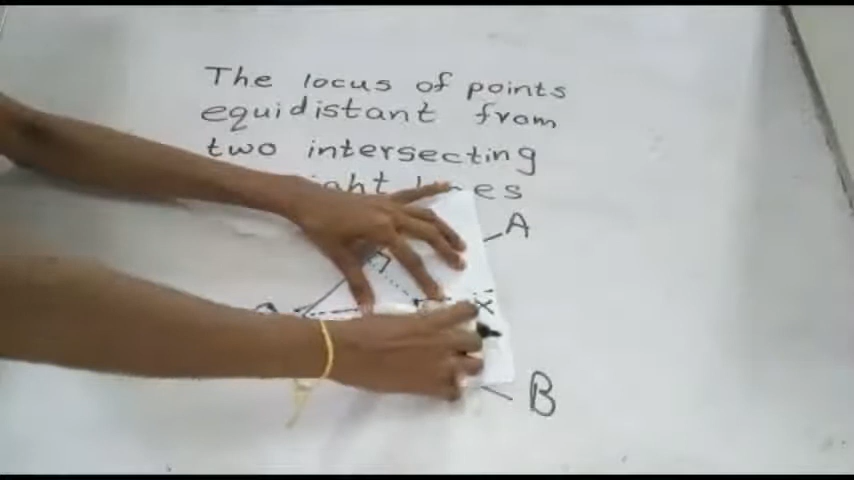 The locus of points
equidistant from
two intersecting
A
x
B